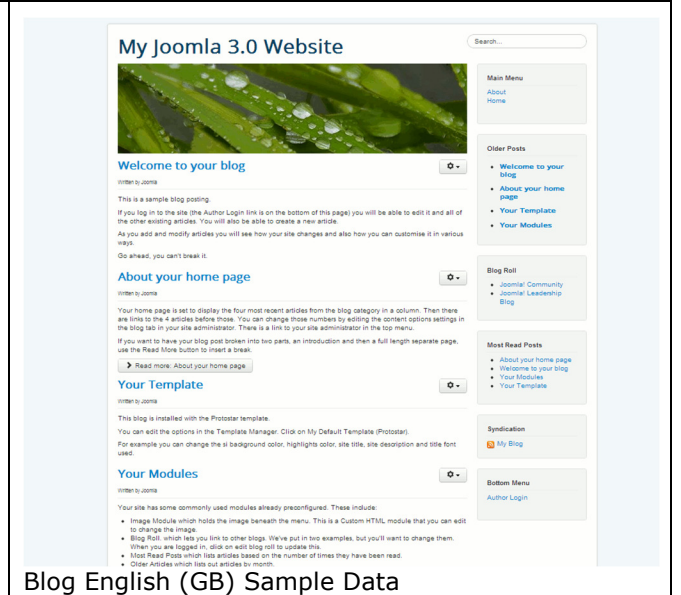 My Joomla 3.0 Website
Search...
Welcome to your blog
Written by Joomla
This is a sample blog posting.
If you log in to the site (the Author Login link is on the bottom of this page) you will be able to edit it and all of
the other existing articles. You will also be able to create a new article.
As you add and modify articles you will see how your site changes and also how you can customise it in various
ways.
Go ahead, you can't break it.
About your home page
Written by Joomla
Your home page is set to display the four most recent articles from the blog category in a column. Then there
are links to the 4 articles before those. You can change those numbers by editing the content options settings in
the blog tab in your site administrator. There is a link to your site administrator in the top menu.
If you want to have your blog post broken into two parts, an introduction and then a full length separate page,
use the Read More button to insert a break.
Read more: About your home page
Your Template
Written by Joomla
This blog is installed with the Protostar template.
You can edit the options in the Template Manager. Click on My Default Template (Protostar).
For example you can change the si background color, highlights color, site title, site description and title font
used.
Your Modules
Written by Joomla
Your site has some commonly used modules already preconfigured. These include:
• Image Module which holds the image beneath the menu. This is a Custom HTML module that you can edit
to change the image.
• Blog Roll. which lets you link to other blogs. We've put in two examples, but you'll want to change them.
When you are logged in, click on edit blog roll to update this.
• Most Read Posts which lists articles based on the number of times they have been read.
• Older Articles which lists out articles by month.
Main Menu
About
Home
Older Posts
• Welcome to your
blog
• About your home
page
• Your Template
• Your Modules
Blog Roll
• Joomla! Community
• Joomla! Leadership
Blog
Most Read Posts
• About your home page
• Welcome to your blog
• Your Modules
• Your Template
Syndication
My Blog
Bottom Menu
Author Login
Blog English (GB) Sample Data